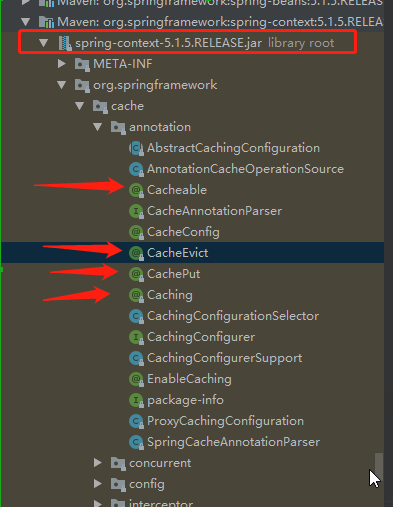 Maven: org.springframework:spring-beans:5.1.5.RELEASE
Maven: org.springframework:spring-context:5.1.5.RELEA
spring-context-5.1.5.RELEASE.jar library root
META-INF
org.springframework
cache
annotation
AbstractCachingConfiguration
AnnotationCacheOperationSource
Cacheable
CacheAnnotationParser
CacheConfig
CacheEvict
CachePut
Caching
CachingConfigurationSelector
CachingConfigurer
CachingConfigurerSupport
EnableCaching
package-info
ProxyCachingConfiguration
SpringCacheAnnotationParser
concurrent
config
interceptor